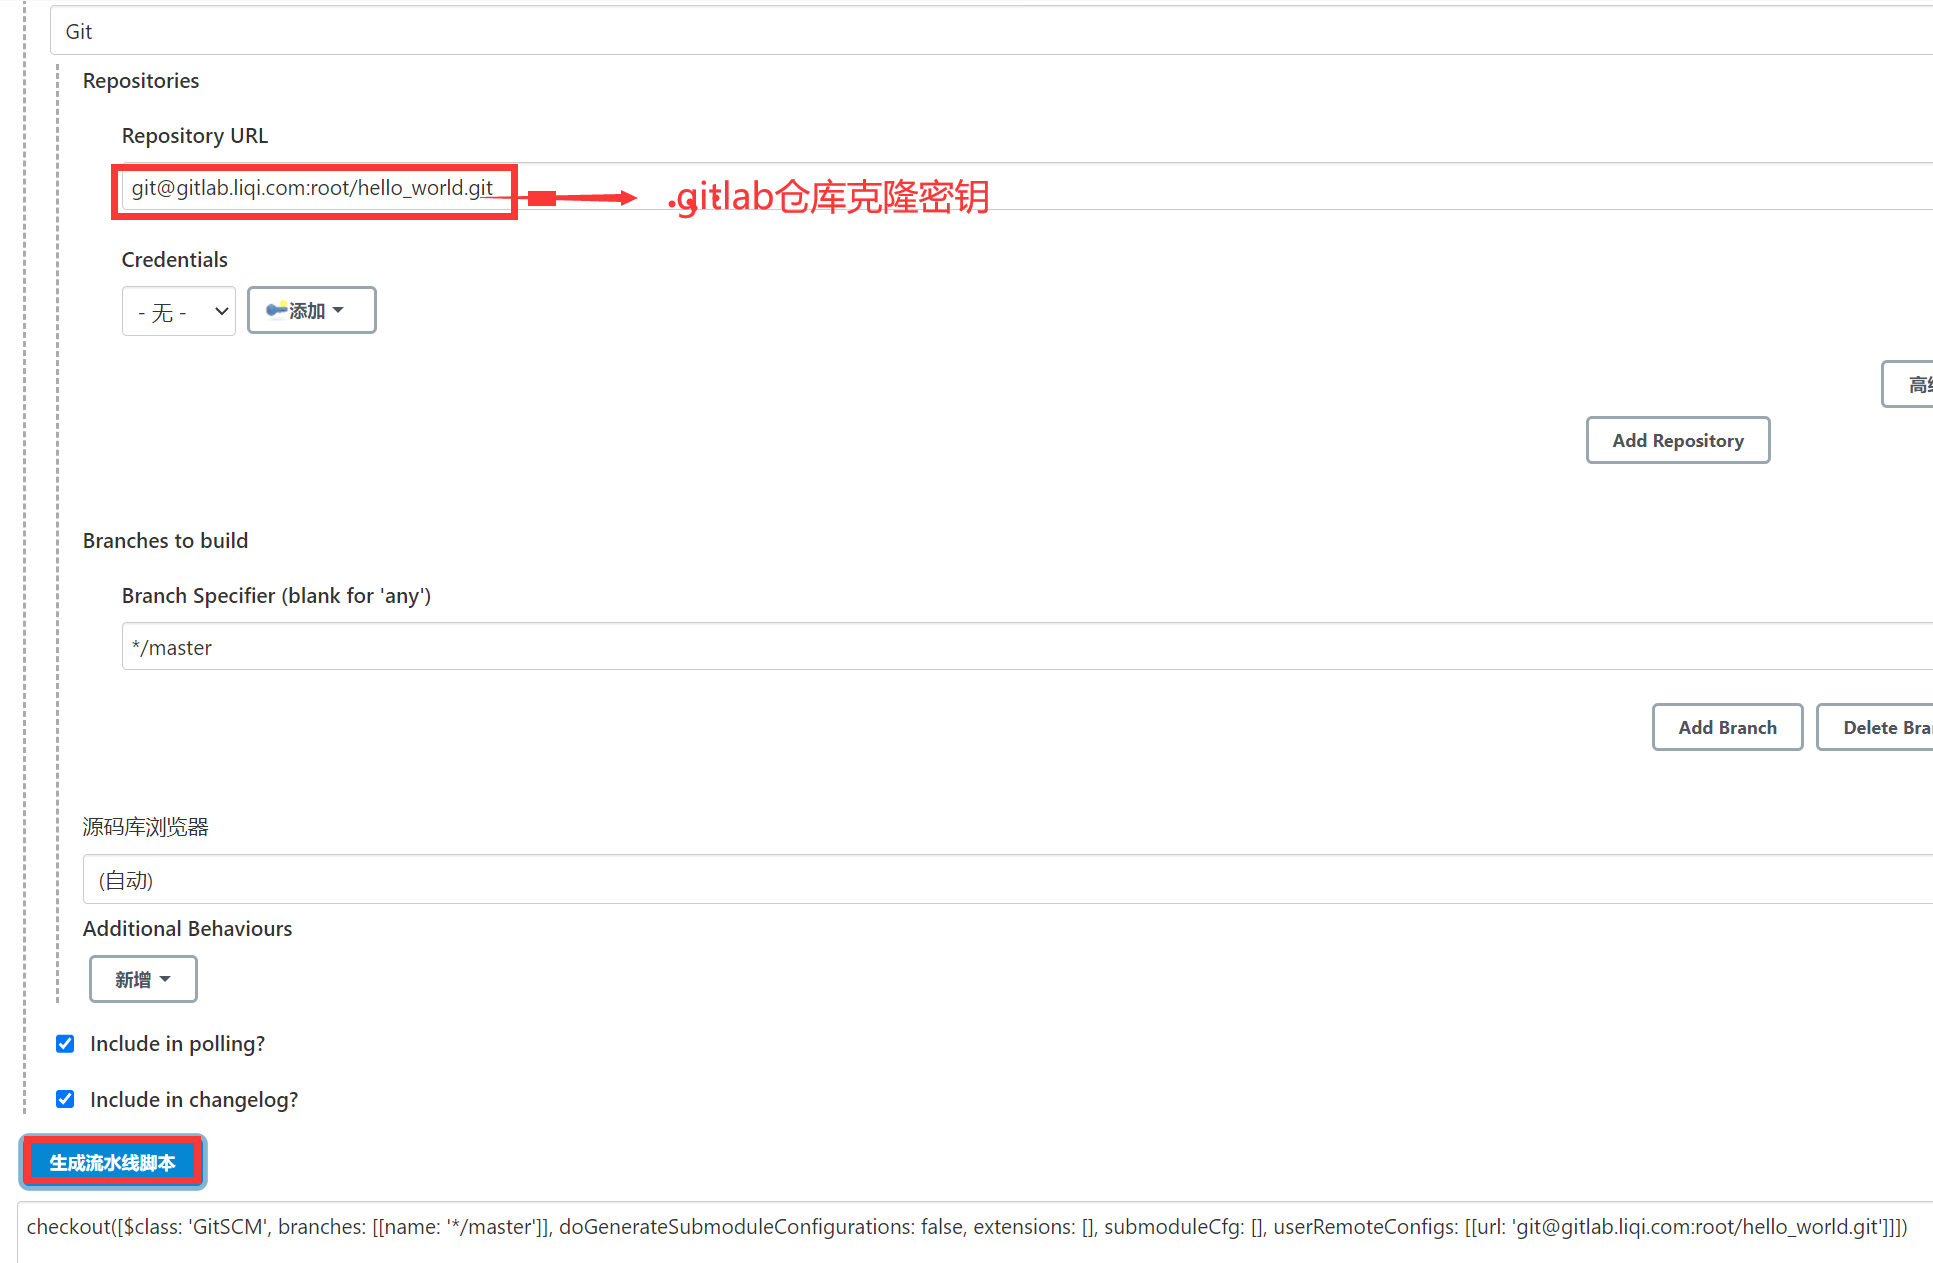 Git
Repositories
Repository URL
git@gitlab.liqi.com:root/hello_world.git
.gitlab仓库克隆密钥
Credentials
- 无 -
添加
Add Repository
Branches to build
Branch Specifier (blank for 'any')
*/master
Add Branch
Delete Bra
源码库浏览器
(自动)
Additional Behaviours
新增
Include in polling?
Include in changelog?
生成流水线脚本
checkout([$class: 'GitSCM', branches: [[name: '*/master']], doGenerateSubmoduleConfigurations: false, extensions: [], submoduleCfg: [], userRemoteConfigs: [[url: 'git@gitlab.liqi.com:root/hello_world.git']]])